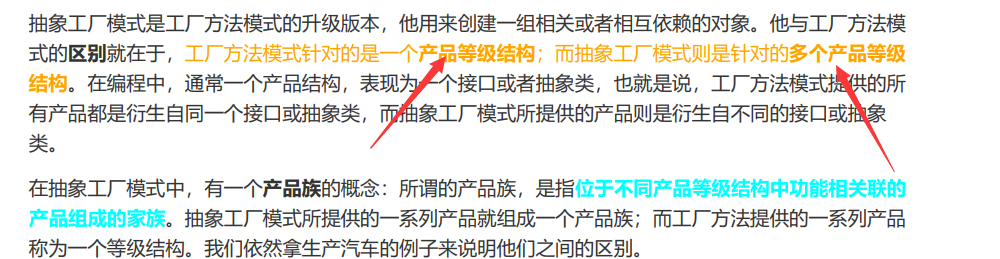 抽象工厂模式是工厂方法模式的升级版本，他用来创建一组相关或者相互依赖的对象。他与工厂方法模
式的区别就在于，工厂方法模式针对的是一个产品等级结构；而抽象工厂模式则是针对的多个产品等级
结构。在编程中，通常一个产品结构，表现为一个接口或者抽象类，也就是说，工厂方法模式提供的所
有产品都是衍生自同一个接口或抽象类，而抽象工厂模式所提供的产品则是衍生自不同的接口或抽象
类。
在抽象工厂模式中，有一个产品族的概念：所谓的产品族，是指位于不同产品等级结构中功能相关联的
产品组成的家族。抽象工厂模式所提供的一系列产品就组成一个产品族；而工厂方法提供的一系列产品
称为一个等级结构。我们依然拿生产汽车的例子来说明他们之间的区别。